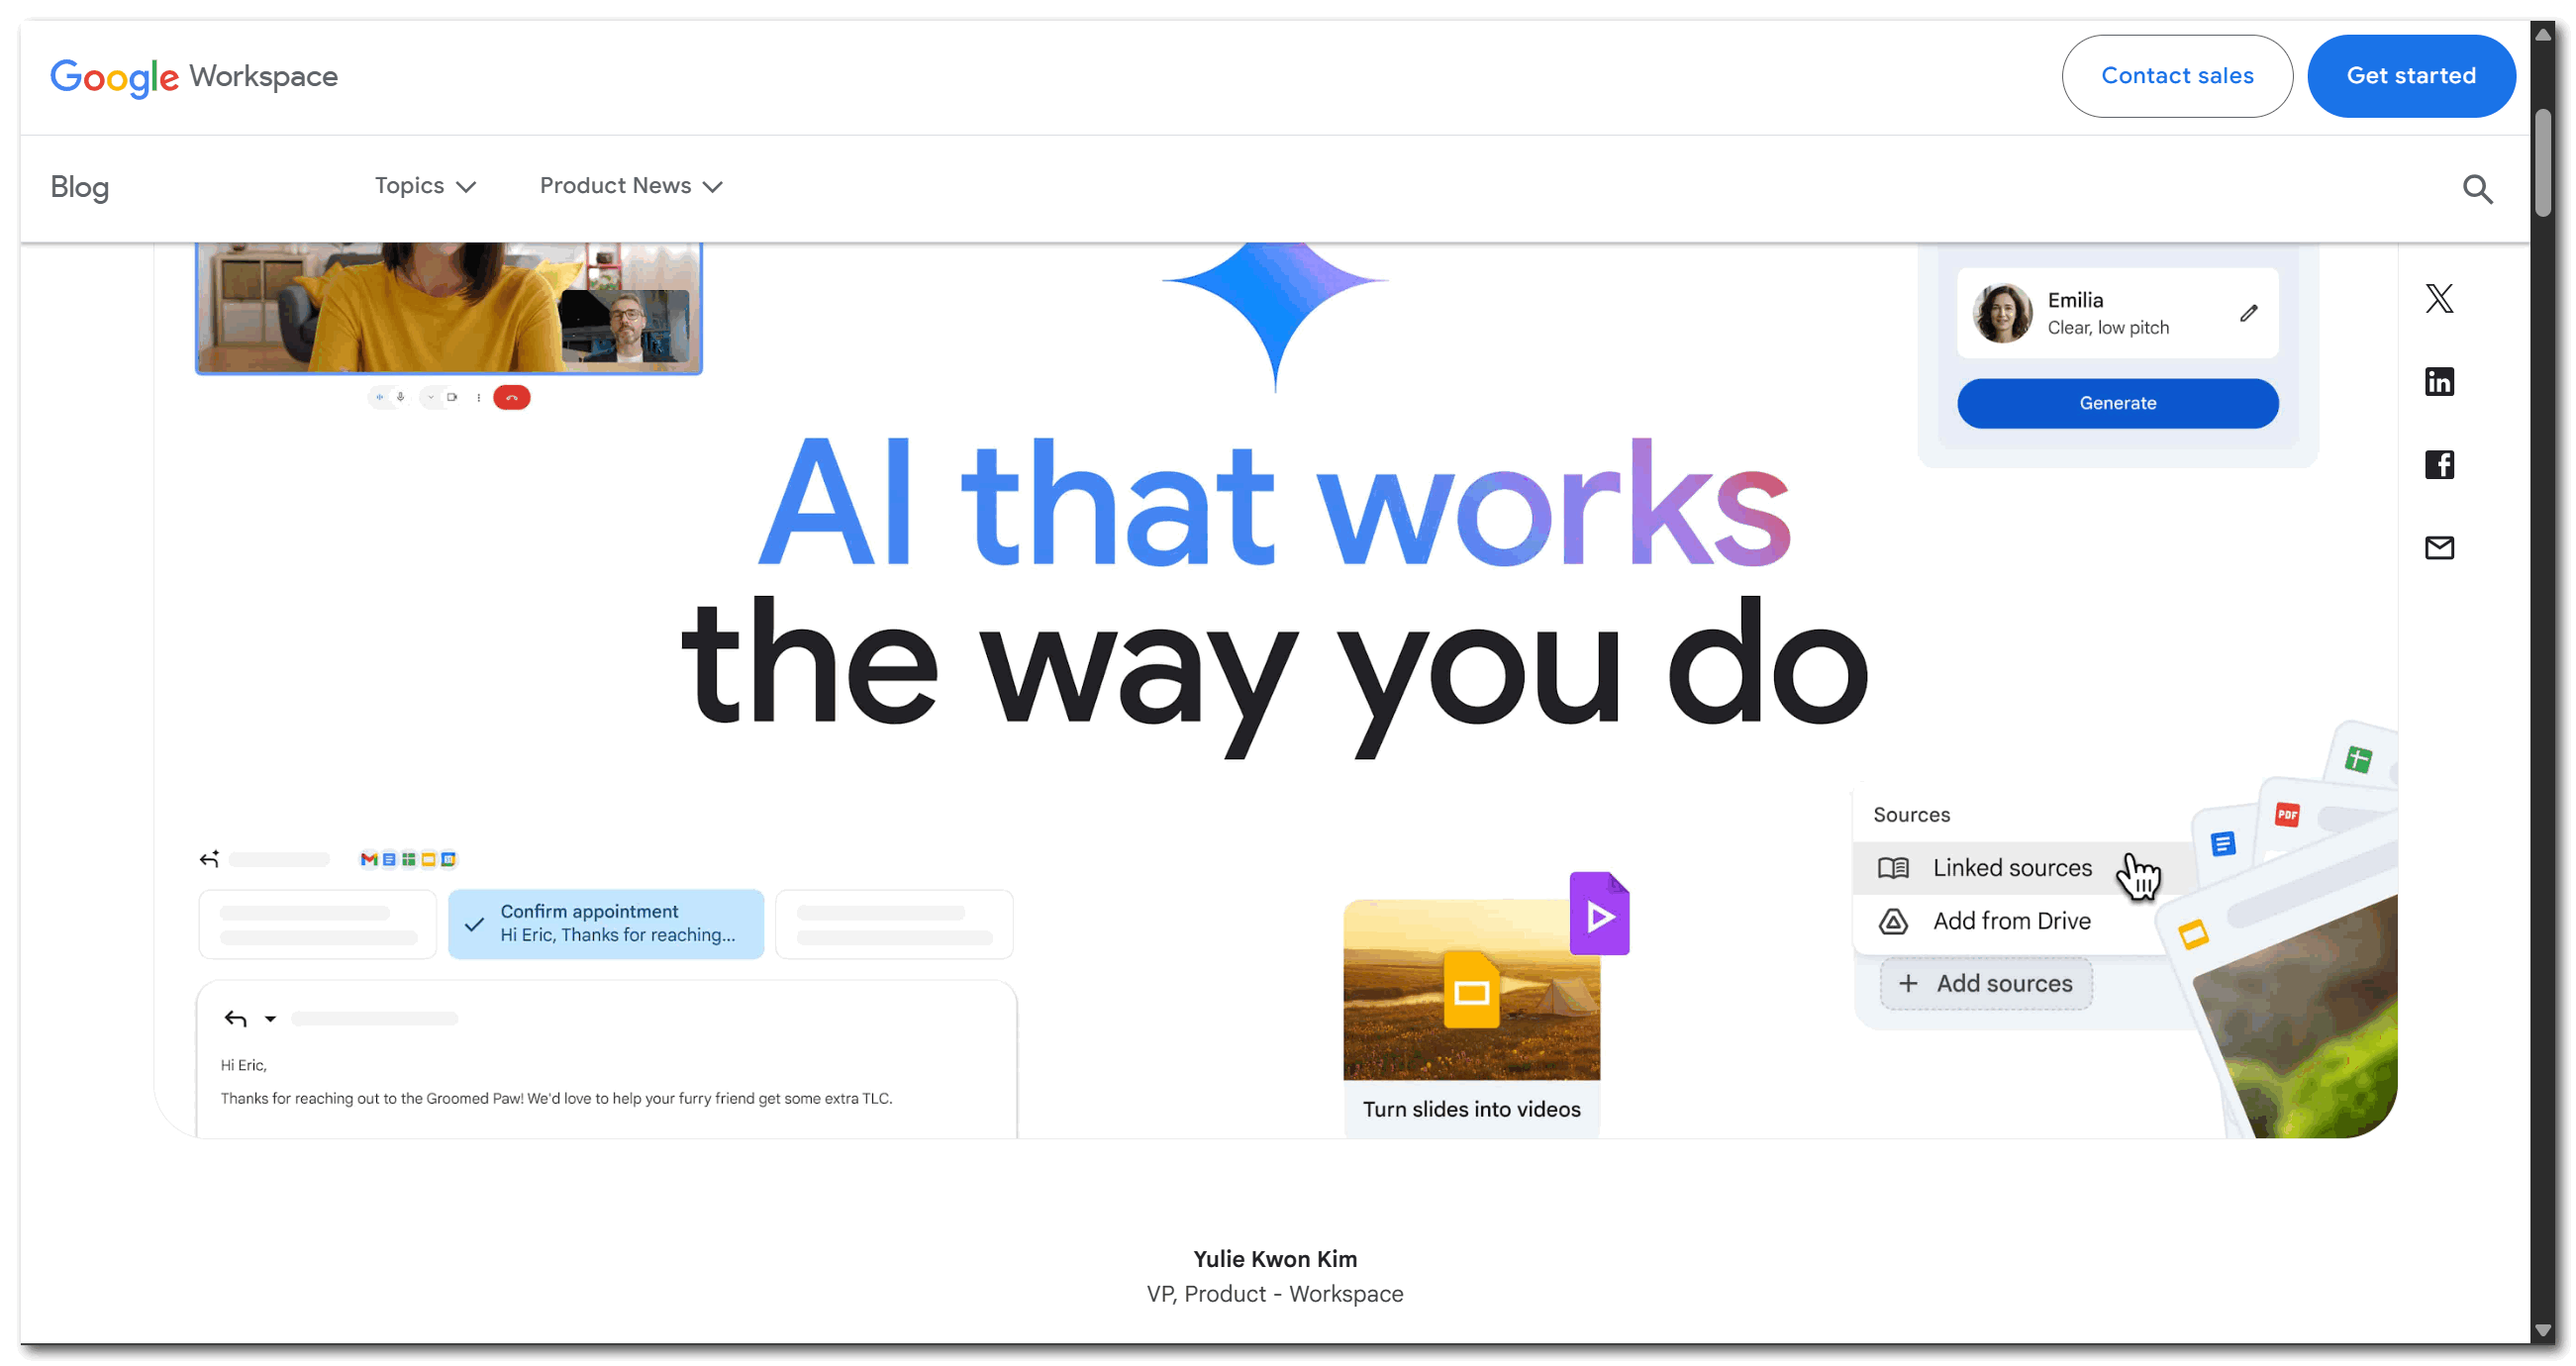 Google Workspace
Contact sales
Get started
Blog
Topics
Product News
Emilia
Clear, low pitch
Generate
AI that works
the way you do
Confirm appointment
Hi Eric, Thanks for reaching...
Hi Eric,
Thanks for reaching out to the Groomed Paw! We'd love to help your furry friend get some extra TLC.
Turn slides into videos
Sources
Linked sources
Add from Drive
+ Add sources
PDF
Yulie Kwon Kim
VP, Product - Workspace